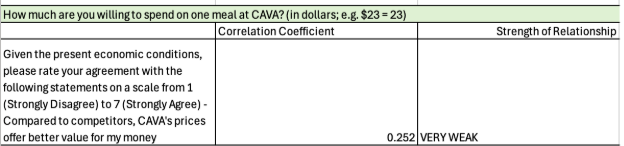 How much are you willing to spend on one meal at CAVA? (in dollars; e.g. $23 = 23)
Correlation Coefficient Strength of Relationship
Given the present economic conditions,
please rate your agreement with the
following statements on a scale from 1
(Strongly Disagree) to 7 (Strongly Agree) -
Compared to competitors, CAVA's prices
offer better value for my money 0.252 VERY WEAK